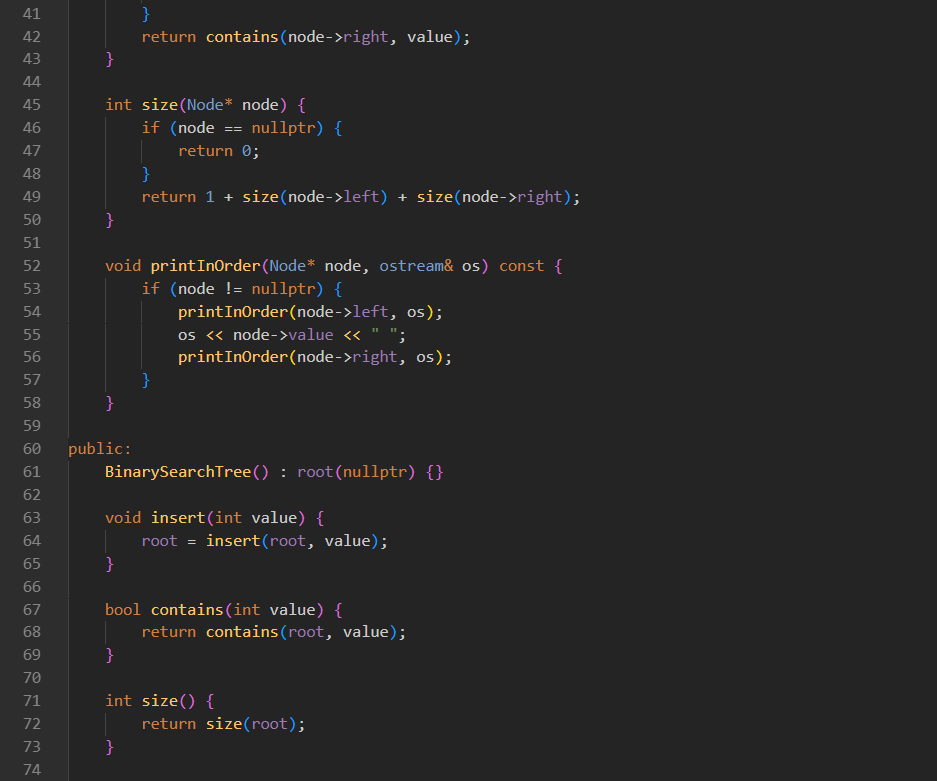 41        }
42        return contains(node->right, value);
43    }
44
45    int size(Node* node) {
46        if (node == nullptr) {
47            return 0;
48        }
49        return 1 + size(node->left) + size(node->right);
50    }
51
52    void printInOrder(Node* node, ostream& os) const {
53        if (node != nullptr) {
54            printInOrder(node->left, os);
55            os << node->value << " ";
56            printInOrder(node->right, os);
57        }
58    }
59
60 public:
61    BinarySearchTree() : root(nullptr) {}
62
63    void insert(int value) {
64        root = insert(root, value);
65    }
66
67    bool contains(int value) {
68        return contains(root, value);
69    }
70
71    int size() {
72        return size(root);
73    }
74